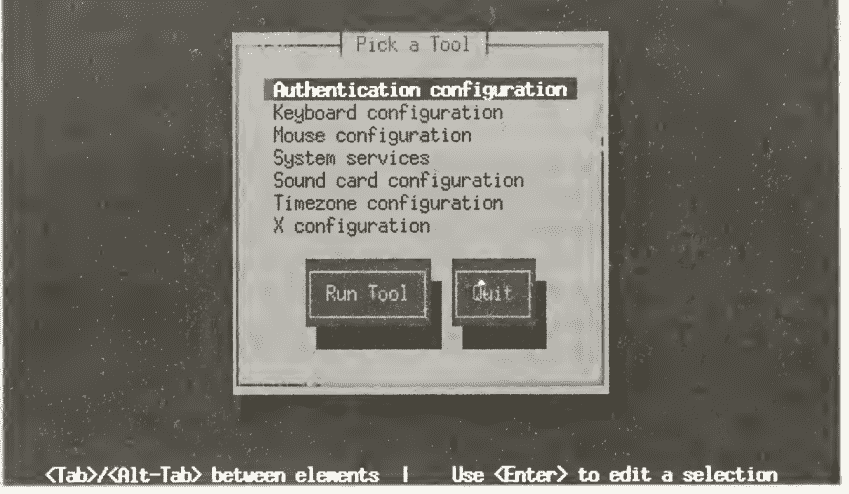 Pick a Tool
Authentication configuration
Keyboard configuration
Mouse configuration
System services
Sound card configuration
Timezone configuration
X configuration
Run Tool
Quit
<Tab>/<Alt-Tab> between elements | Use <Enter> to edit a selection